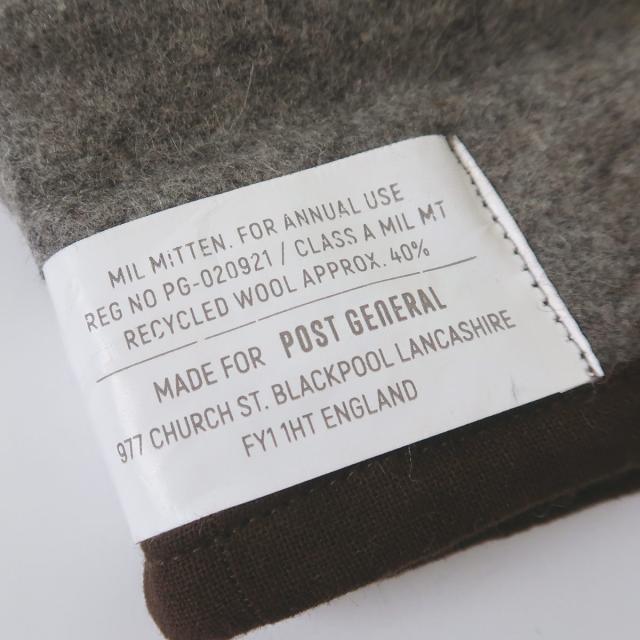 MIL MITTEN. FOR ANNUAL USE
REG NO PG-020921 / CLASS A MIL MT
RECYCLED WOOL APPROX. 40%
MADE FOR POST GENERAL
977 CHURCH ST. BLACKPOOL LANCASHIRE
FY1 1HT ENGLAND